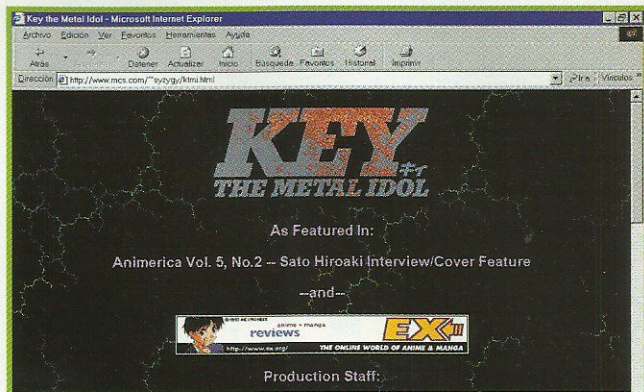 Key the Metal Idol - Microsoft Internet Explorer
Archivo Edición Ver Favoritos Herramientas Ayuda
Atrás Detener Actualizar Inicio Búsqueda Favoritos Historial Imprimir
Dirección http://www.mcs.com/~syzygy/ktmi.html Ir a Vínculos
KEY キィ
THE METAL IDOL
As Featured In:
Animerica Vol. 5, No.2 -- Sato Hiroaki Interview/Cover Feature
--and--
anime + manga
reviews EX
http://www.ex.org/ THE ONLINE WORLD OF ANIME & MANGA
Production Staff: